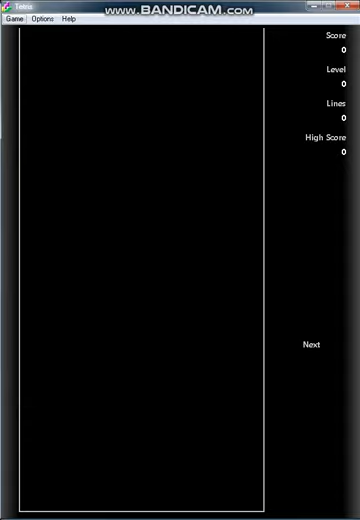 Tetris
www.BANDICAM.com
Game Options Help
Score
0
Level
0
Lines
0
High Score
0
Next